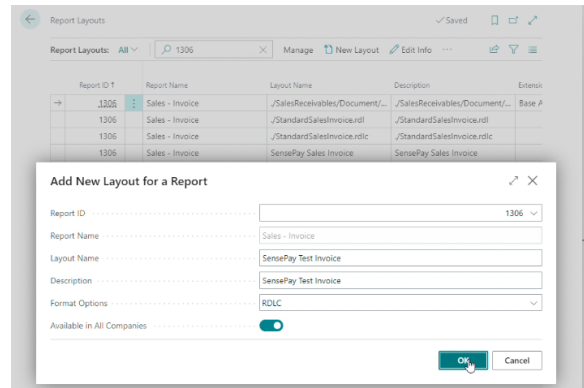 Report Layouts
Saved
Report Layouts: All
1306
Manage
New Layout
Edit Info
Report ID
Report Name
Layout Name
Description
1306 Sales - Invoice ./SalesReceivables/Document/... ./SalesReceivables/Document/... Base A
1306 Sales - Invoice ./StandardSalesInvoice.rdl ./StandardSalesInvoice.rdl
1306 Sales - Invoice ./StandardSalesInvoice.rdlc ./StandardSalesInvoice.rdlc
1306 Sales - Invoice SensePay Sales Invoice SensePay Sales Invoice
Add New Layout for a Report
Report ID 1306
Report Name Sales - Invoice
Layout Name SensePay Test Invoice
Description SensePay Test Invoice
Format Options RDLC
Available in All Companies
OK
Cancel